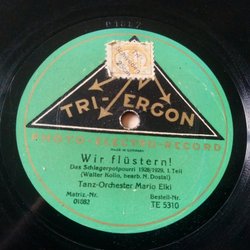 01082
TRI-ERGON
PHOTO-ELECTRO-RECORD
MADE IN GERMANY
Wir flüstern!
Das Schlagerpotpourri 1928/1929, 1. Teil
(Walter Kollo, bearb. N. Dostal)
Tanz-Orchester Mario Elki
Matriz.-Nr. Bestell-Nr.
01082 TE 5310